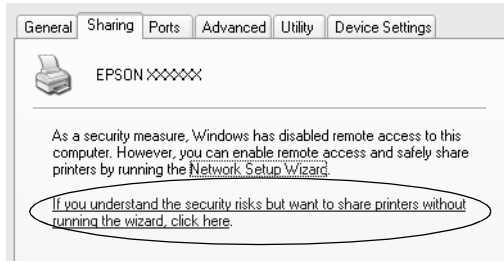 General Sharing Ports Advanced Utility Device Settings
EPSON XXXXXX
As a security measure, Windows has disabled remote access to this
computer. However, you can enable remote access and safely share
printers by running the Network Setup Wizard.
If you understand the security risks but want to share printers without
running the wizard, click here.